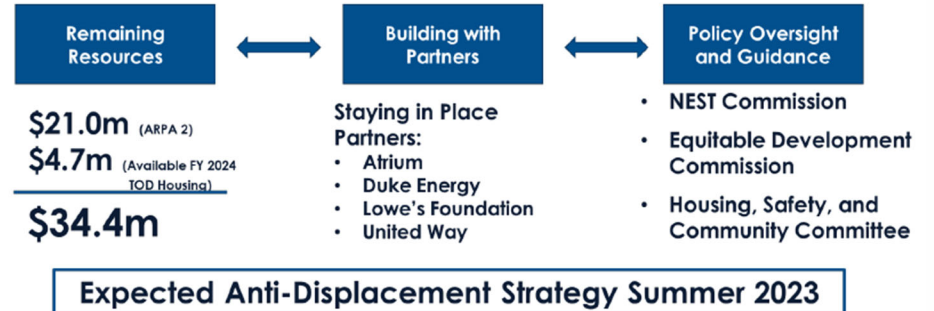 Remaining
Resources
Building with
Partners
Policy Oversight
and Guidance
$21.0m (ARPA 2)
$4.7m (Available FY 2024
TOD Housing)
$34.4m
Staying in Place
Partners:
• Atrium
• Duke Energy
• Lowe's Foundation
• United Way
• NEST Commission
• Equitable Development
Commission
• Housing, Safety, and
Community Committee
Expected Anti-Displacement Strategy Summer 2023